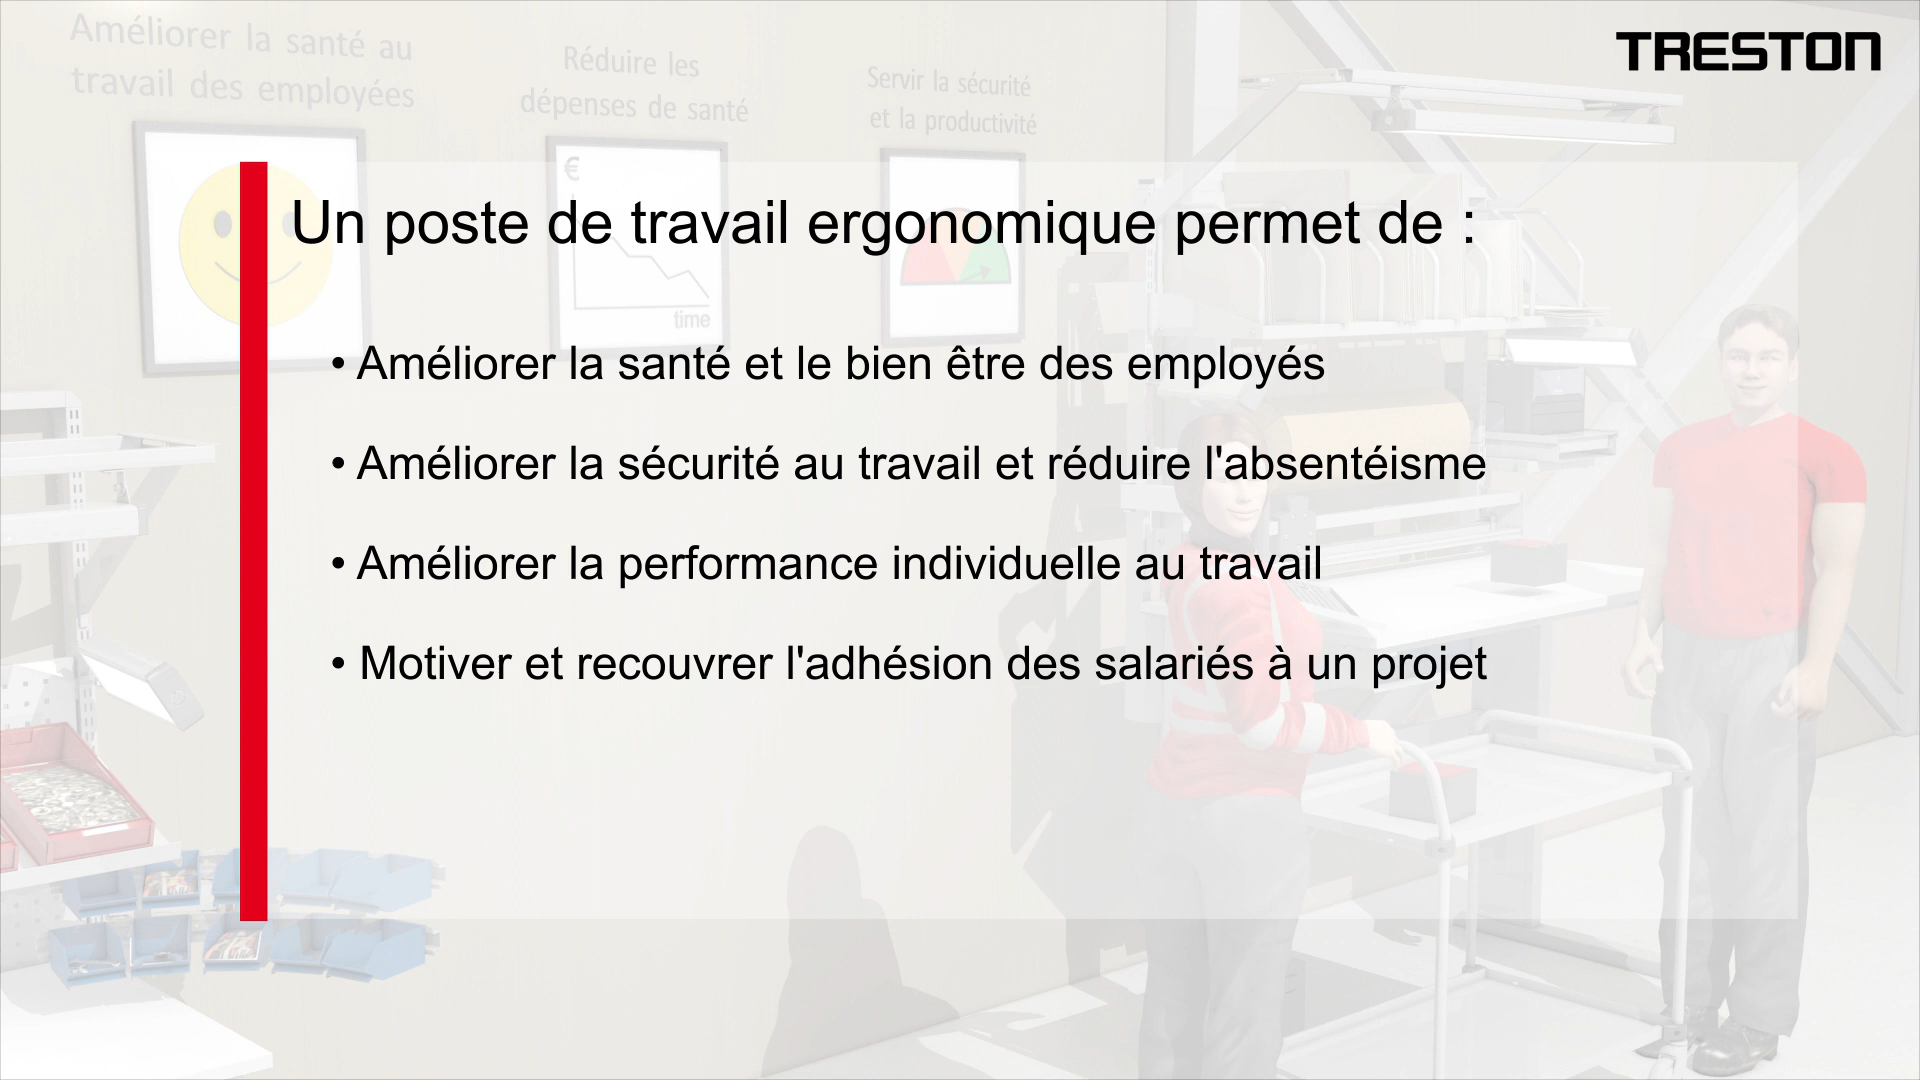 Améliorer la santé au
travail des employées
Réduire les
dépenses de santé
Servir la sécurité
et la productivité
TRESTON
€
time
Un poste de travail ergonomique permet de :
• Améliorer la santé et le bien être des employés
• Améliorer la sécurité au travail et réduire l'absentéisme
• Améliorer la performance individuelle au travail
• Motiver et recouvrer l'adhésion des salariés à un projet